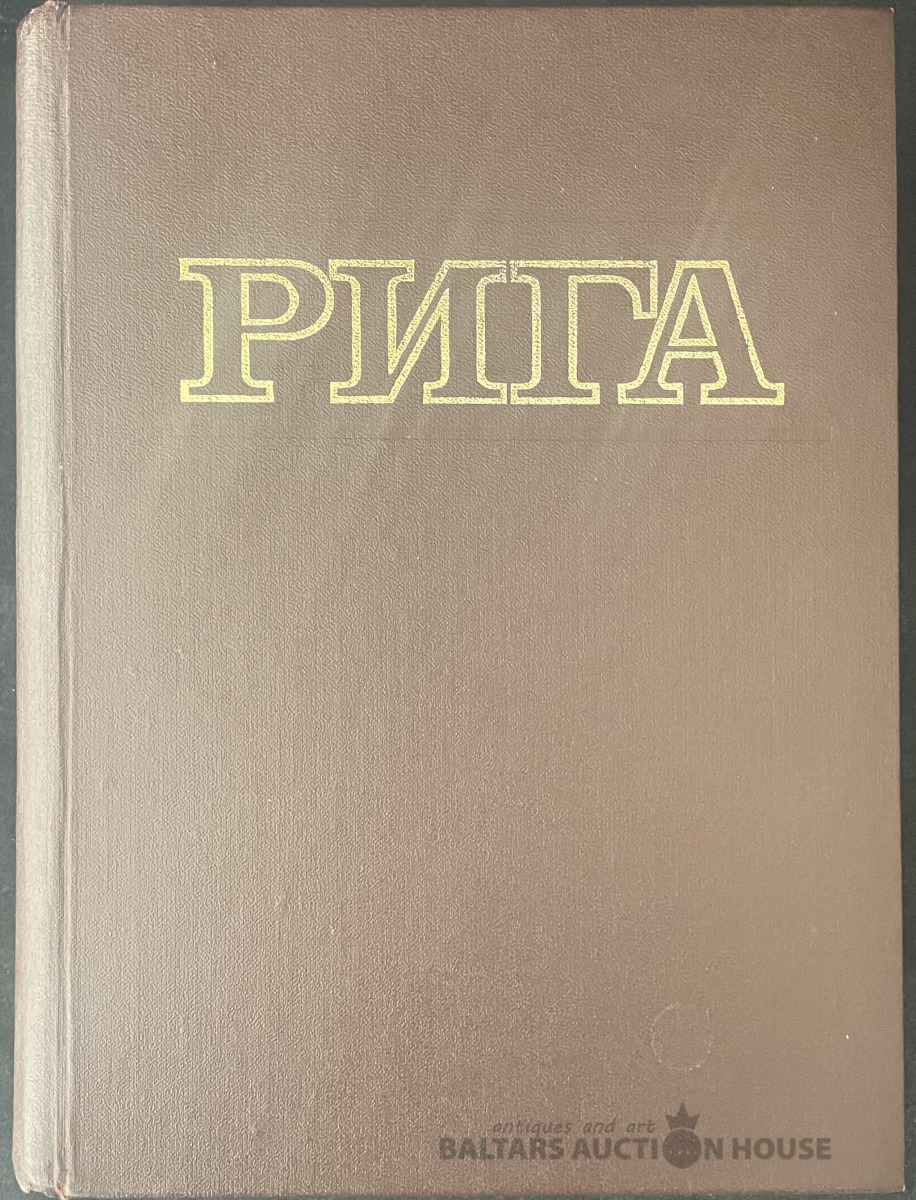 РИГА
antiques and art
BALTARS AUCTION HOUSE